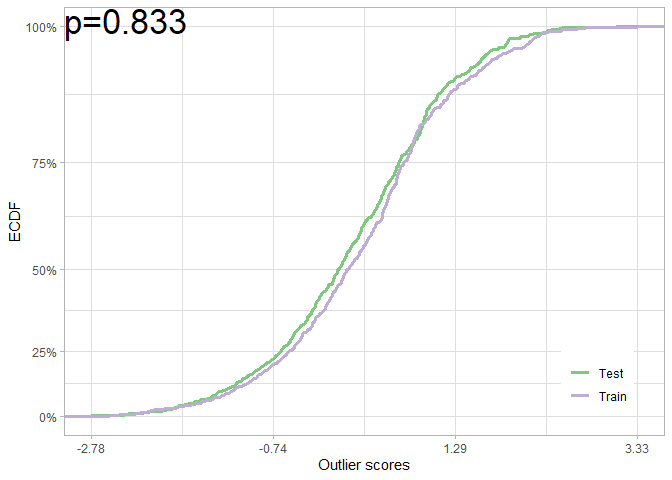 p=0.833
100%
75%
50%
25%
0%
ECDF
Test
Train
-2.78
-0.74
1.29
3.33
Outlier scores